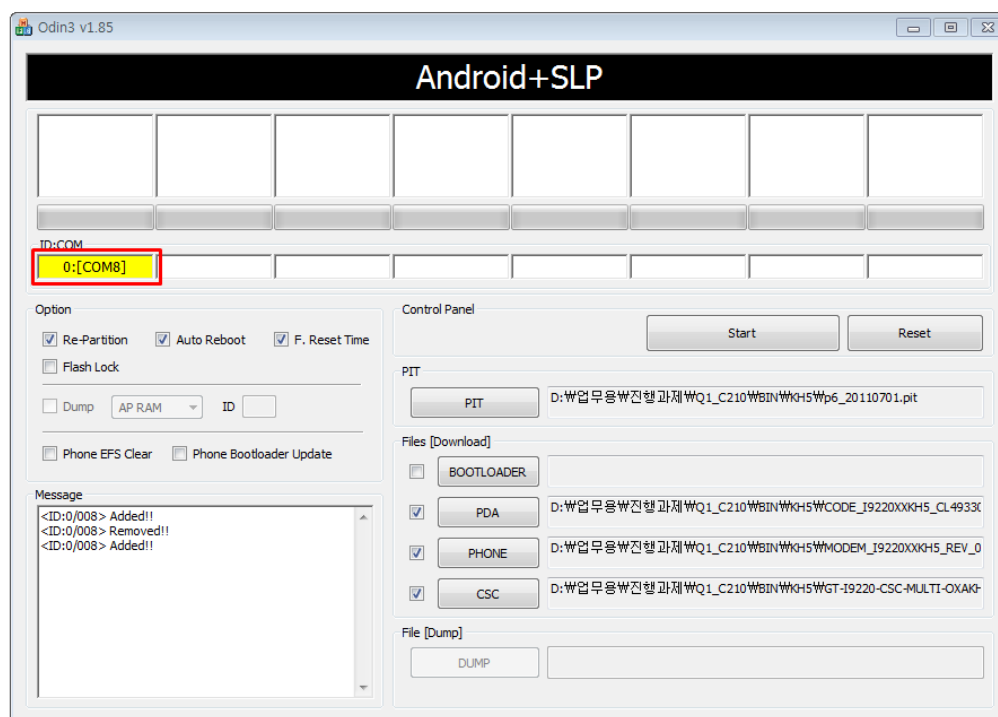 Odin3 v1.85
Android+SLP
ID:COM
0:[COM8]
Option
Re-Partition Auto Reboot F. Reset Time
Flash Lock
Dump AP RAM ID
Phone EFS Clear Phone Bootloader Update
Message
<ID:0/008> Added!!
<ID:0/008> Removed!!
<ID:0/008> Added!!
Control Panel
Start Reset
PIT
PIT D:₩업무용₩진행과제₩Q1_C210₩BIN₩KH5₩p6_20110701.pit
Files [Download]
BOOTLOADER
PDA D:₩업무용₩진행과제₩Q1_C210₩BIN₩KH5₩CODE_I9220XXKH5_CL49330
PHONE D:₩업무용₩진행과제₩Q1_C210₩BIN₩KH5₩MODEM_I9220XXKH5_REV_0
CSC D:₩업무용₩진행과제₩Q1_C210₩BIN₩KH5₩GT-I9220-CSC-MULTI-OXAKH
File [Dump]
DUMP